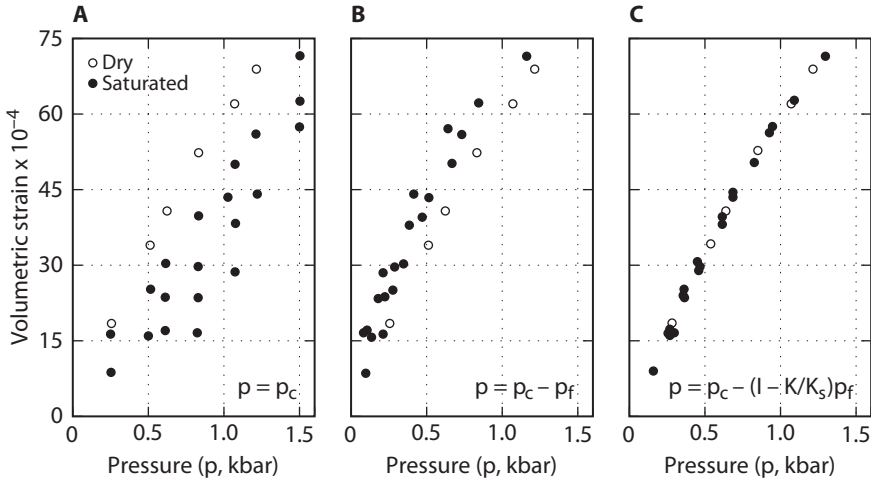 A
B
C
75
60
45
30
15
0
Volumetric strain x 10⁻⁴
Dry
Saturated
p = p_c
p = p_c – p_f
p = p_c – (I – K/K_s)p_f
0 0.5 1.0 1.5
0 0.5 1.0 1.5
0 0.5 1.0 1.5
Pressure (p, kbar)
Pressure (p, kbar)
Pressure (p, kbar)